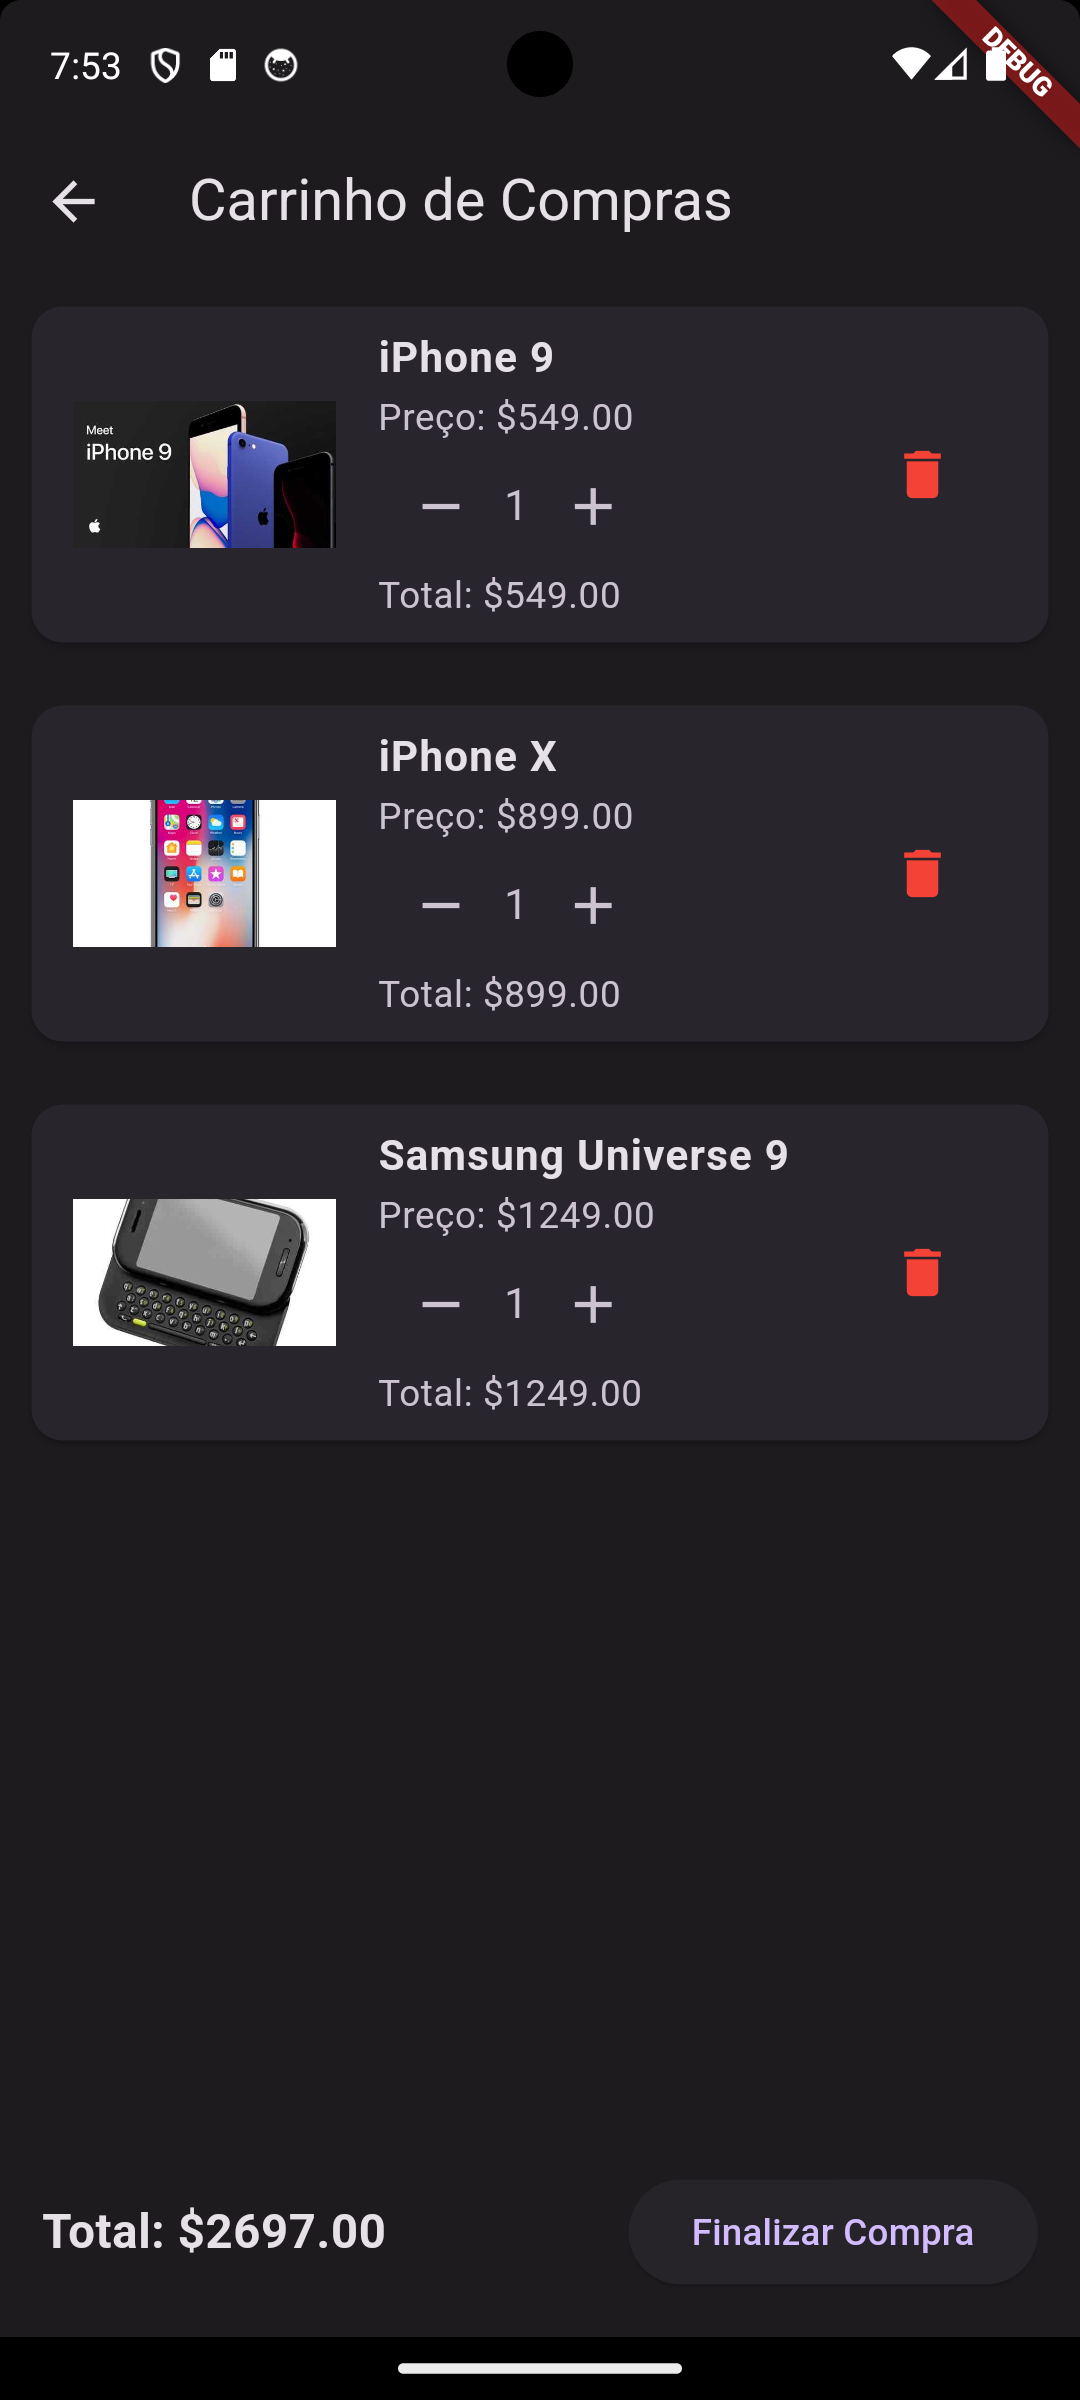 7:53
DEBUG
Carrinho de Compras
iPhone 9
Preço: $549.00
Meet
iPhone 9
1
Total: $549.00
iPhone X
Preço: $899.00
1
Total: $899.00
Samsung Universe 9
Preço: $1249.00
1
Total: $1249.00
Total: $2697.00
Finalizar Compra